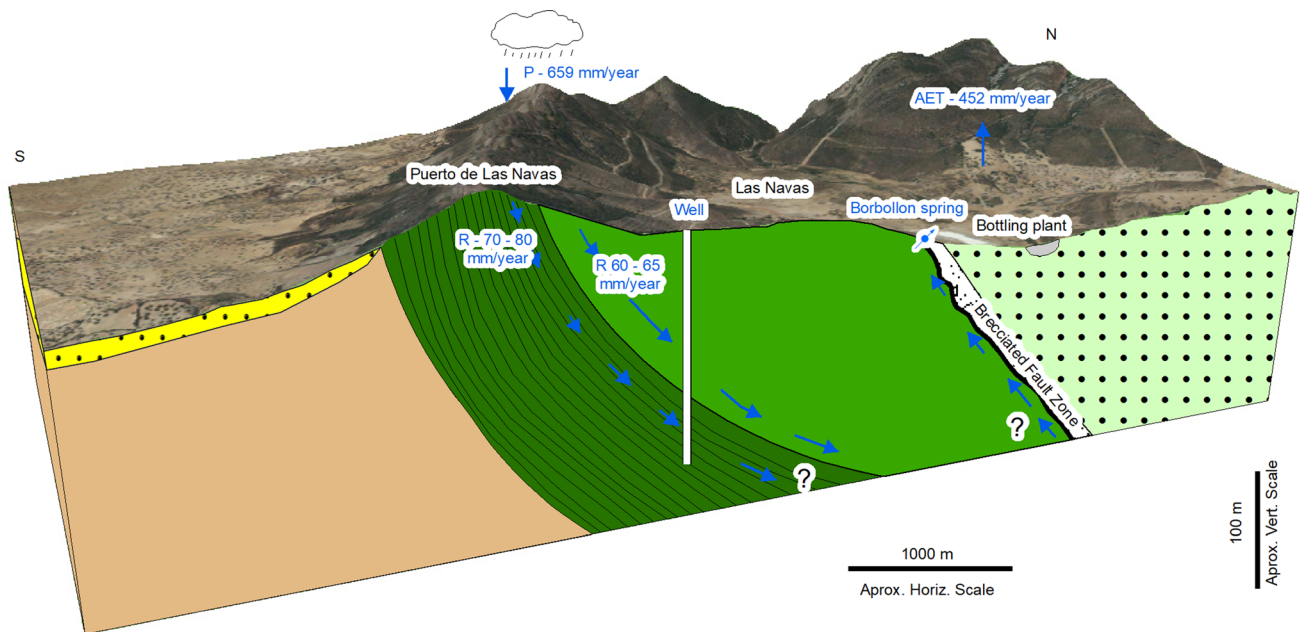 N
P - 659 mm/year
AET - 452 mm/year
S
Puerto de Las Navas
Las Navas
Well
Borbollon spring
Bottling plant
R - 70 - 80
mm/year
R 60 - 65
mm/year
Brecciated Fault Zone
?
?
1000 m
Aprox. Horiz. Scale
100 m
Aprox. Vert. Scale